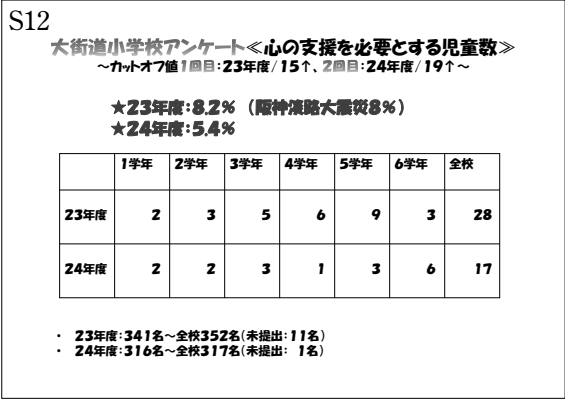 S12
大街道小学校アンケート≪心の支援を必要とする児童数≫
～カットオフ値1回目:23年度/15↑、2回目:24年度/19↑～
★23年度:8.2% (阪神淡路大震災8%)
★24年度:5.4%
1学年 2学年 3学年 4学年 5学年 6学年 全校
23年度 2 3 5 6 9 3 28
24年度 2 2 3 1 3 6 17
・ 23年度:341名～全校352名(未提出:11名)
・ 24年度:316名～全校317名(未提出: 1名)